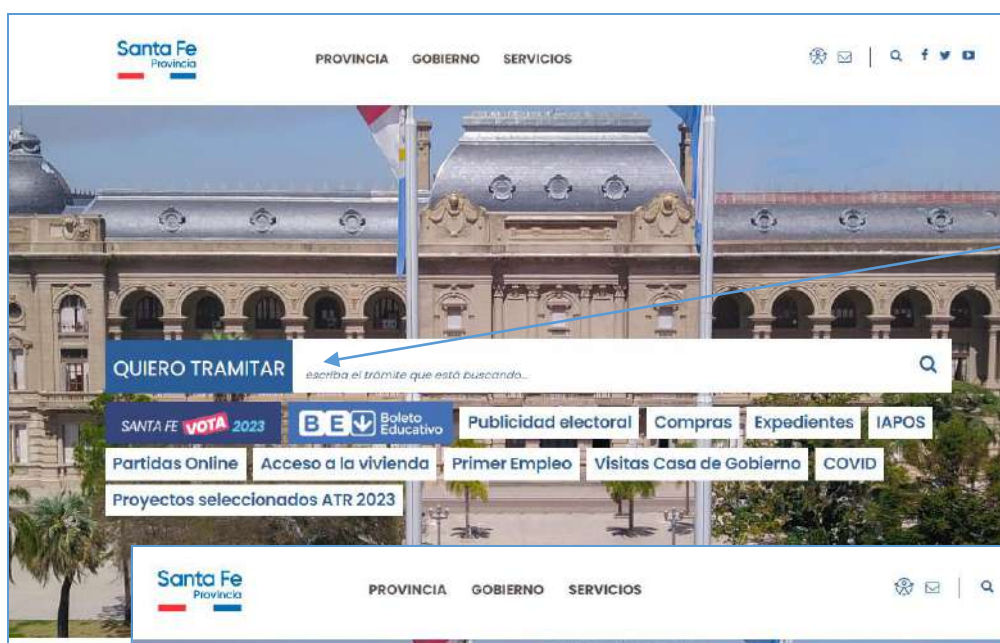 Santa Fe
Provincia
PROVINCIA GOBIERNO SERVICIOS
QUIERO TRAMITAR
escriba el trámite que está buscando...
SANTA FE VOTA 2023
BE Boleto Educativo
Publicidad electoral
Compras
Expedientes
IAPOS
Partidas Online
Acceso a la vivienda
Primer Empleo
Visitas Casa de Gobierno
COVID
Proyectos seleccionados ATR 2023
Santa Fe
Provincia
PROVINCIA GOBIERNO SERVICIOS